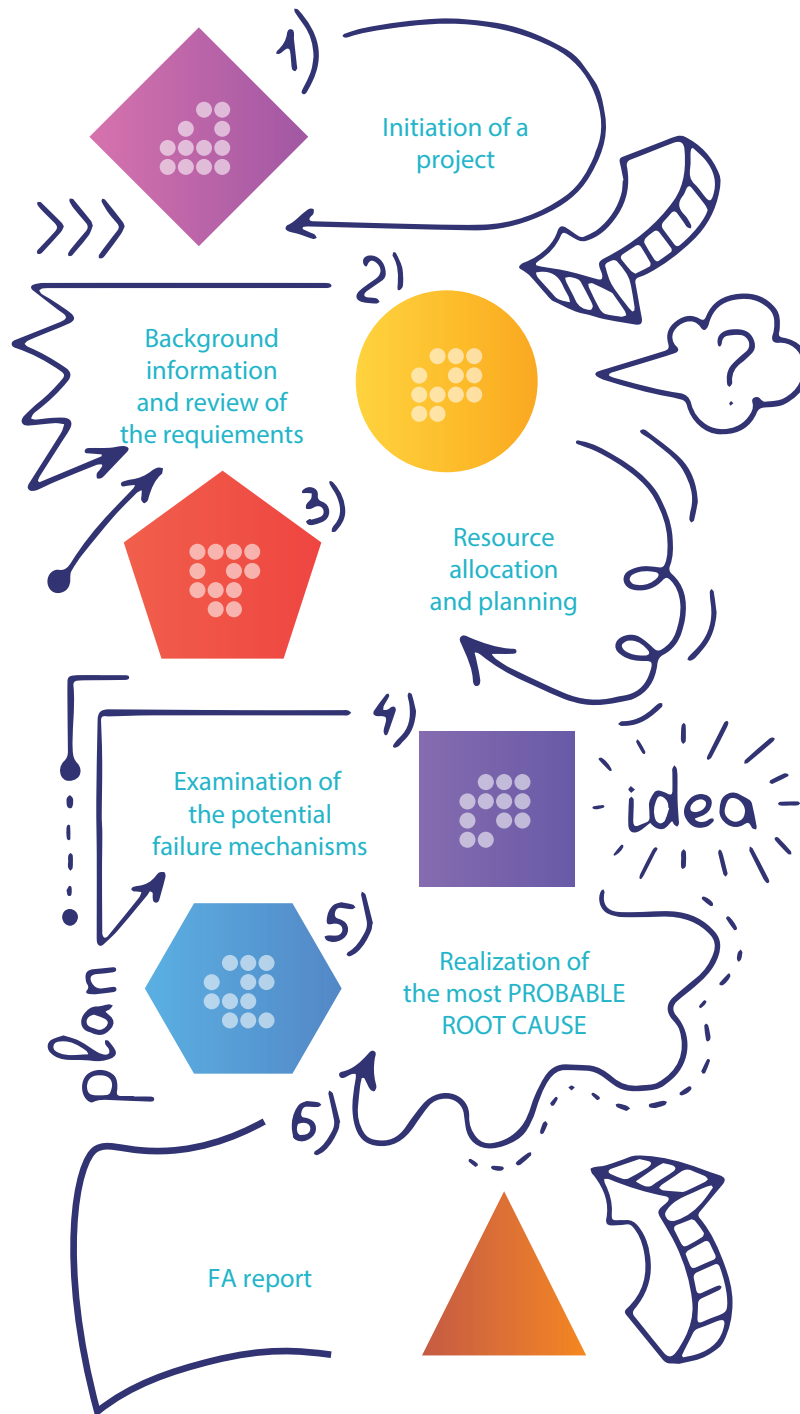 1)
Initiation of a
project
2)
?
Background
information
and review of
the requiements
3)
Resource
allocation
and planning
4)
Examination of
the potential
failure mechanisms
idea
5)
Realization of
the most PROBABLE
ROOT CAUSE
plan
6)
FA report